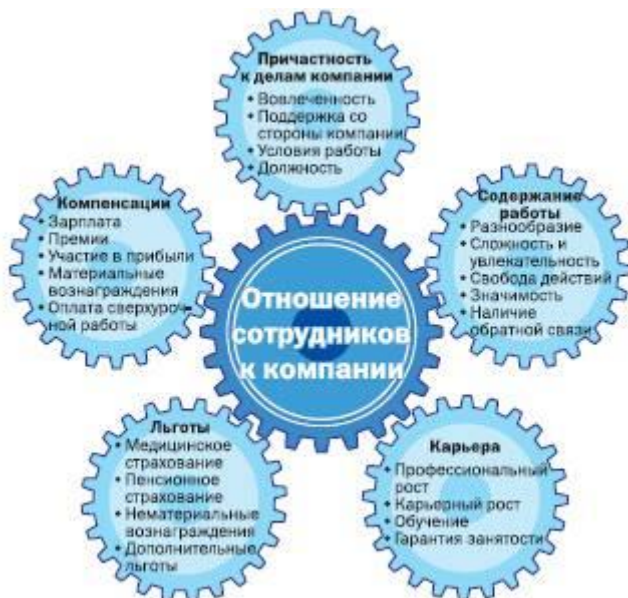 Причастность
к делам компании
• Вовлеченность
• Поддержка со
стороны компании
• Условия работы
• Должность
Компенсации
• Зарплата
• Премии
• Участие в прибыли
• Материальные
вознаграждения
• Оплата сверхуроч-
ной работы
Содержание
работы
• Разнообразие
• Сложность и
увлекательность
• Свобода действий
• Значимость
• Наличие
обратной связи
Отношение
сотрудников
к компании
Льготы
• Медицинское
страхование
• Пенсионное
страхование
• Нематериальные
вознаграждения
• Дополнительные
льготы
Карьера
• Профессиональный
рост
• Карьерный рост
• Обучение
• Гарантия занятости